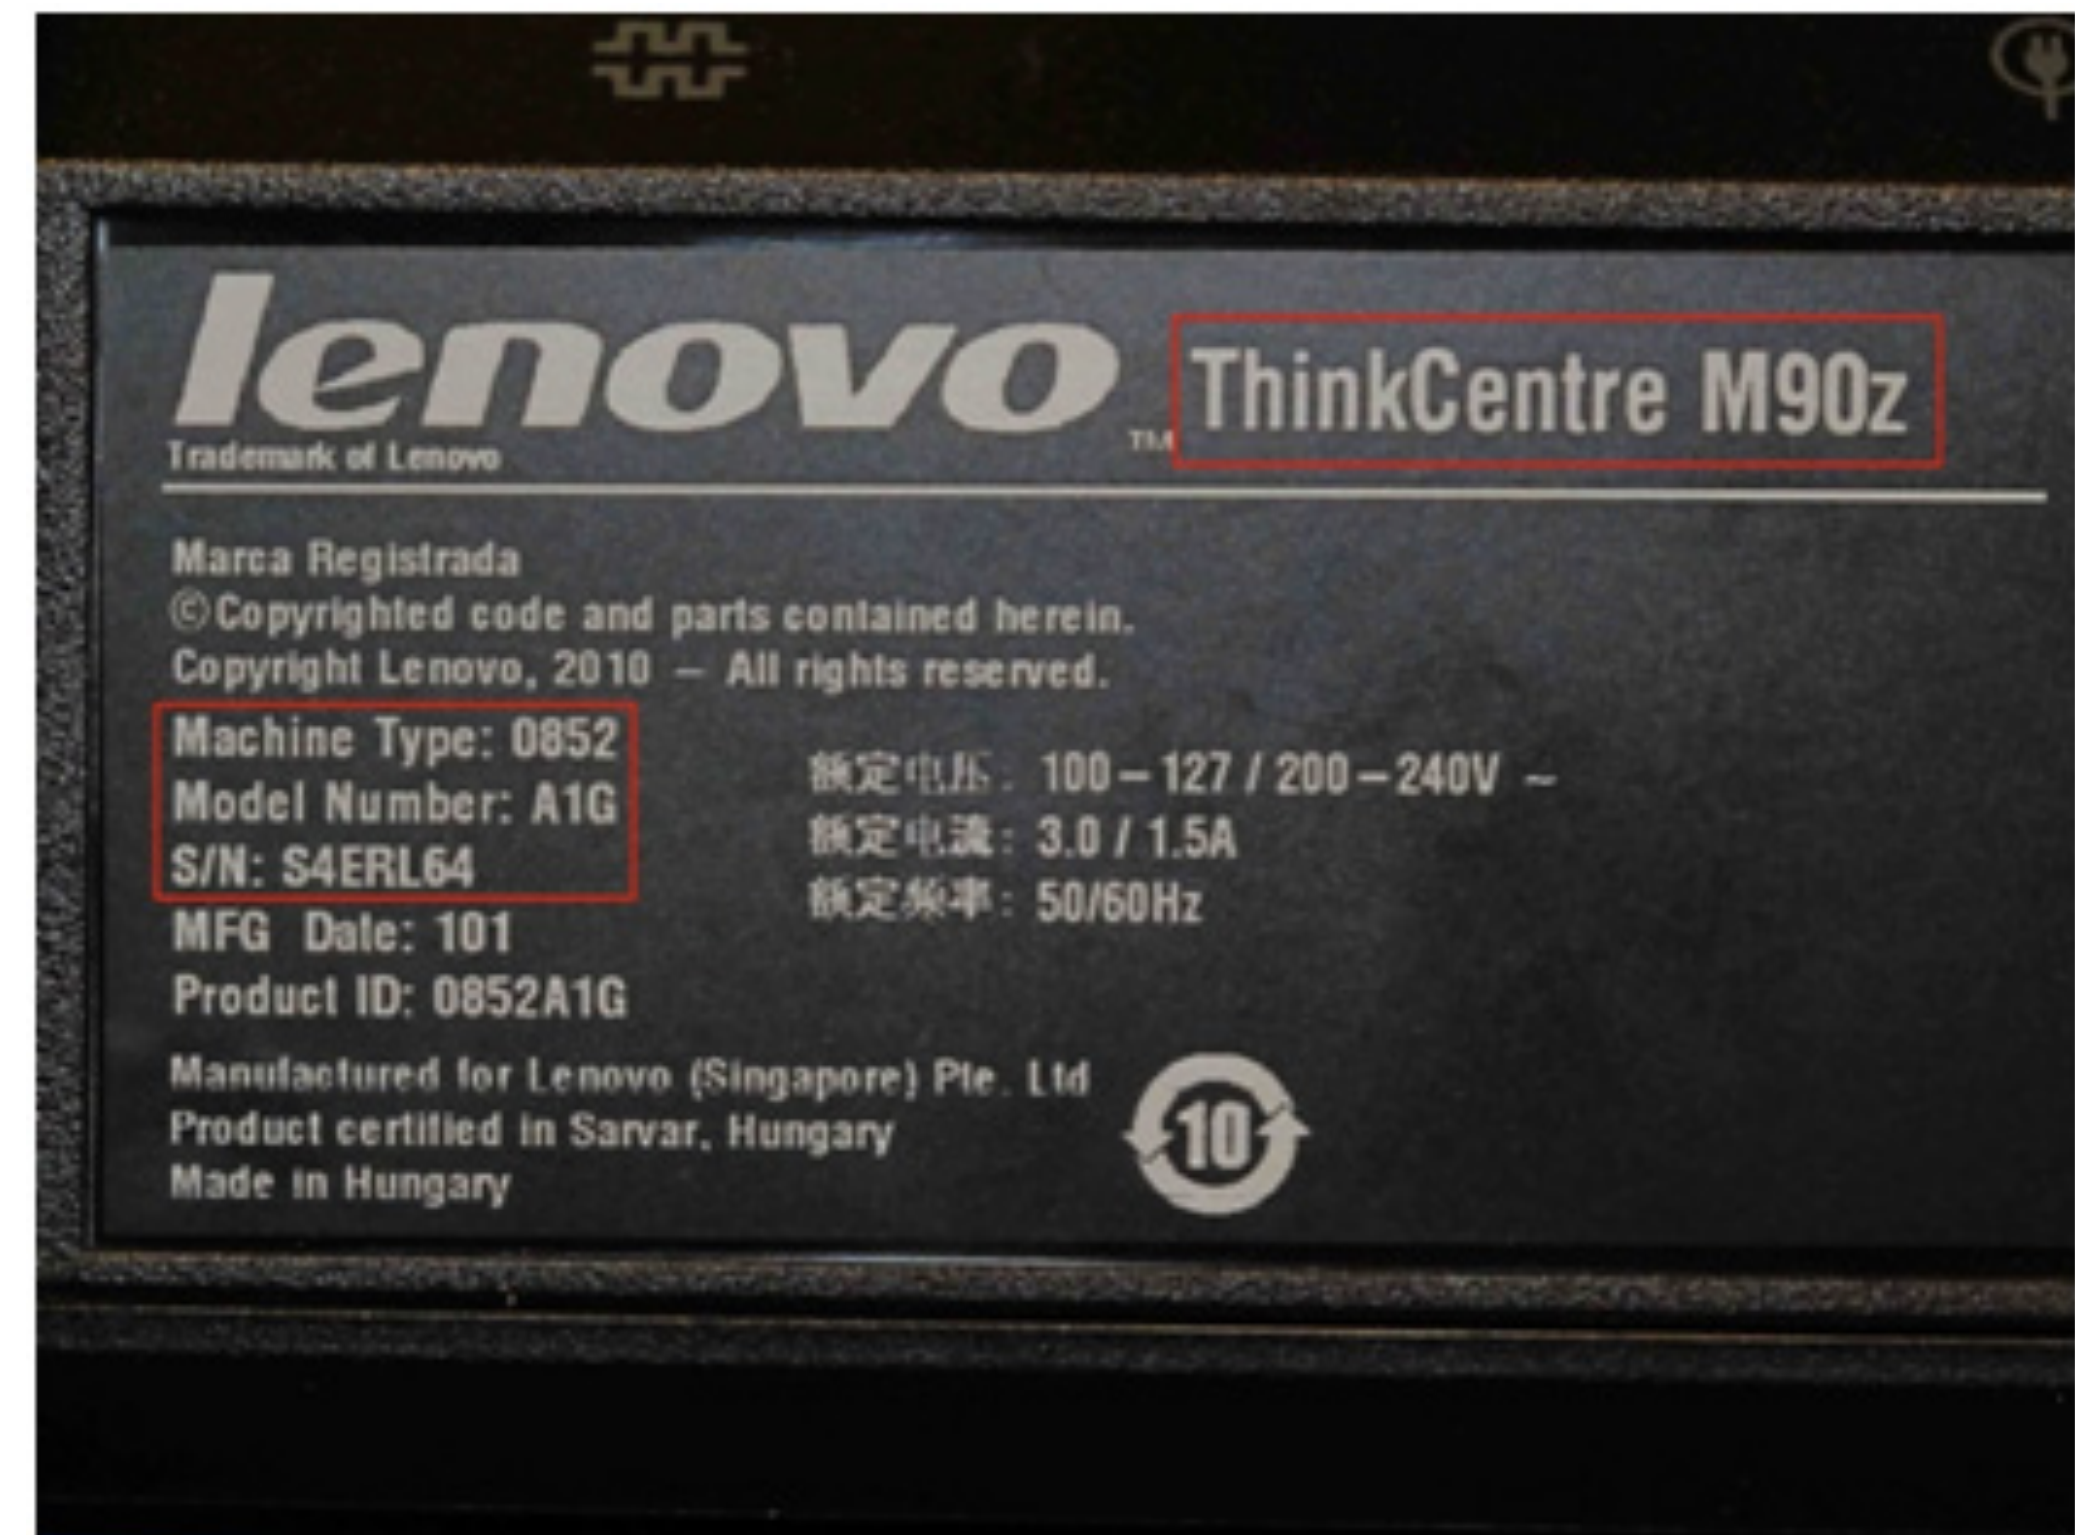 lenovo ™ ThinkCentre M90z
Trademark of Lenovo
Marca Registrada
©Copyrighted code and parts contained herein.
Copyright Lenovo, 2010 – All rights reserved.
Machine Type: 0852
Model Number: A1G
S/N: S4ERL64
MFG Date: 101
Product ID: 0852A1G
额定电压: 100–127 / 200–240V ~
额定电流: 3.0 / 1.5A
额定频率: 50/60Hz
Manufactured for Lenovo (Singapore) Pte. Ltd
Product certified in Sarvar, Hungary
Made in Hungary
10